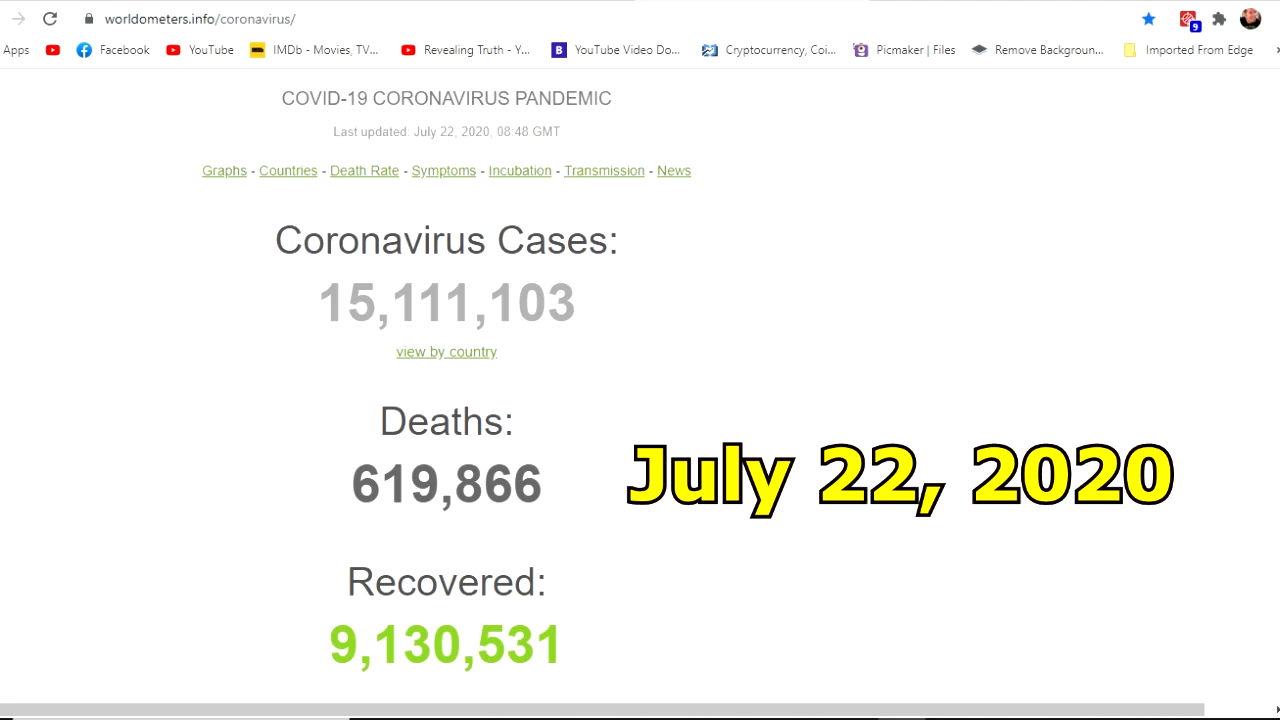 worldometers.info/coronavirus/
9
Apps Facebook YouTube IMDb - Movies, TV... Revealing Truth - Y... B YouTube Video Do... Cryptocurrency, Coi... Picmaker | Files Remove Backgroun... Imported From Edge
COVID-19 CORONAVIRUS PANDEMIC
Last updated: July 22, 2020, 08:48 GMT
Graphs - Countries - Death Rate - Symptoms - Incubation - Transmission - News
Coronavirus Cases:
15,111,103
view by country
Deaths:
619,866
July 22, 2020
Recovered:
9,130,531